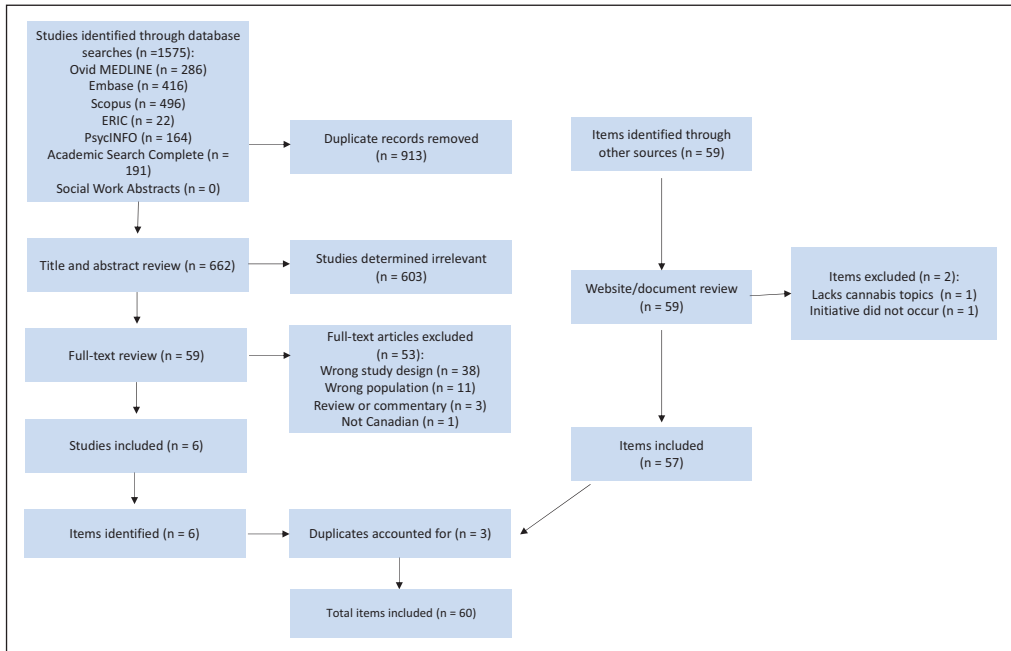 Studies identified through database
searches (n =1575):
Ovid MEDLINE (n = 286)
Embase (n = 416)
Scopus (n = 496)
ERIC (n = 22)
PsycINFO (n = 164)
Academic Search Complete (n =
191)
Social Work Abstracts (n = 0)
Duplicate records removed
(n = 913)
Title and abstract review (n = 662)
Studies determined irrelevant
(n = 603)
Full-text review (n = 59)
Full-text articles excluded
(n = 53):
Wrong study design (n = 38)
Wrong population (n = 11)
Review or commentary (n = 3)
Not Canadian (n = 1)
Studies included (n = 6)
Items identified (n = 6)
Items identified through
other sources (n = 59)
Website/document review
(n = 59)
Items excluded (n = 2):
Lacks cannabis topics (n = 1)
Initiative did not occur (n = 1)
Items included
(n = 57)
Duplicates accounted for (n = 3)
Total items included (n = 60)